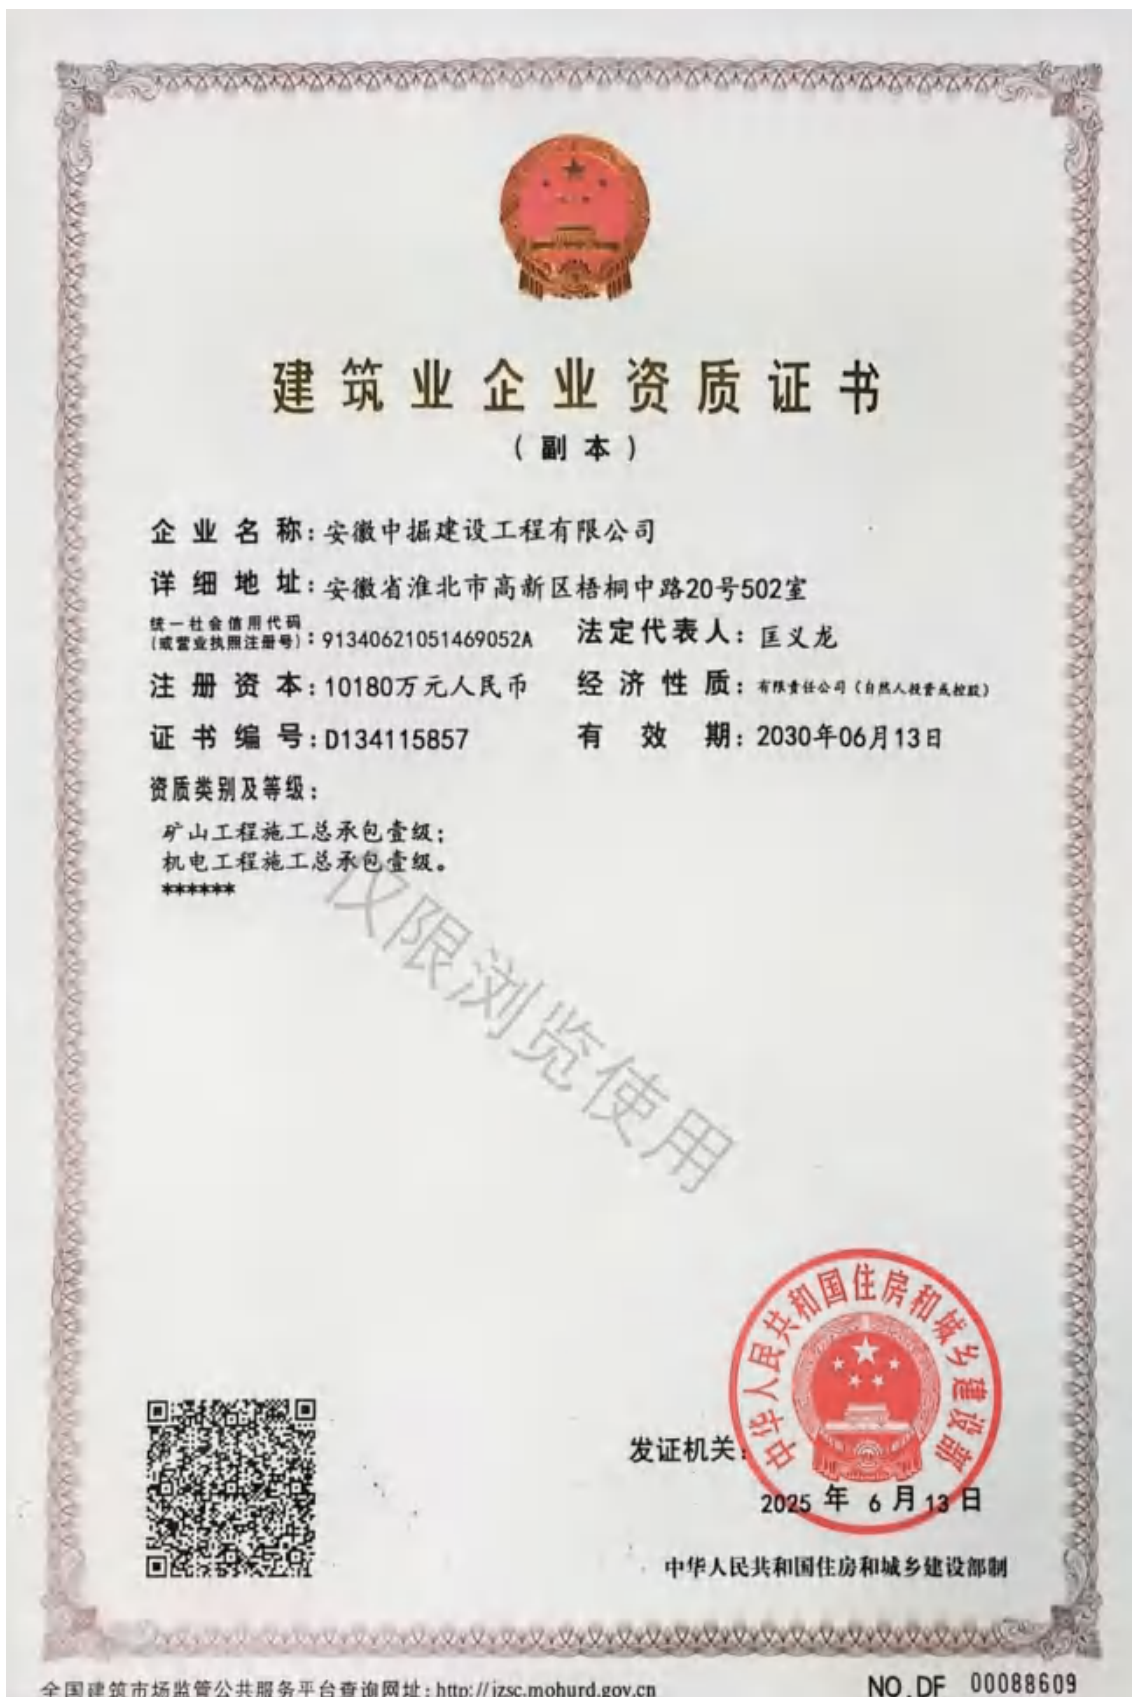 建筑业企业资质证书
（副本）
企业名称：安徽中掘建设工程有限公司
详细地址：安徽省淮北市高新区梧桐中路20号502室
统一社会信用代码
（或营业执照注册号）：91340621051469052A 法定代表人：匡义龙
注册资本：10180万元人民币 经济性质：有限责任公司（自然人投资或控股）
证书编号：D134115857 有效期：2030年06月13日
资质类别及等级：
矿山工程施工总承包壹级；
机电工程施工总承包壹级。
******
仅限浏览使用
中华人民共和国住房和城乡建设部
发证机关：
2025 年 6 月 13 日
中华人民共和国住房和城乡建设部制
全国建筑市场监管公共服务平台查询网址：http://jzsc.mohurd.gov.cn
NO.DF 00088609